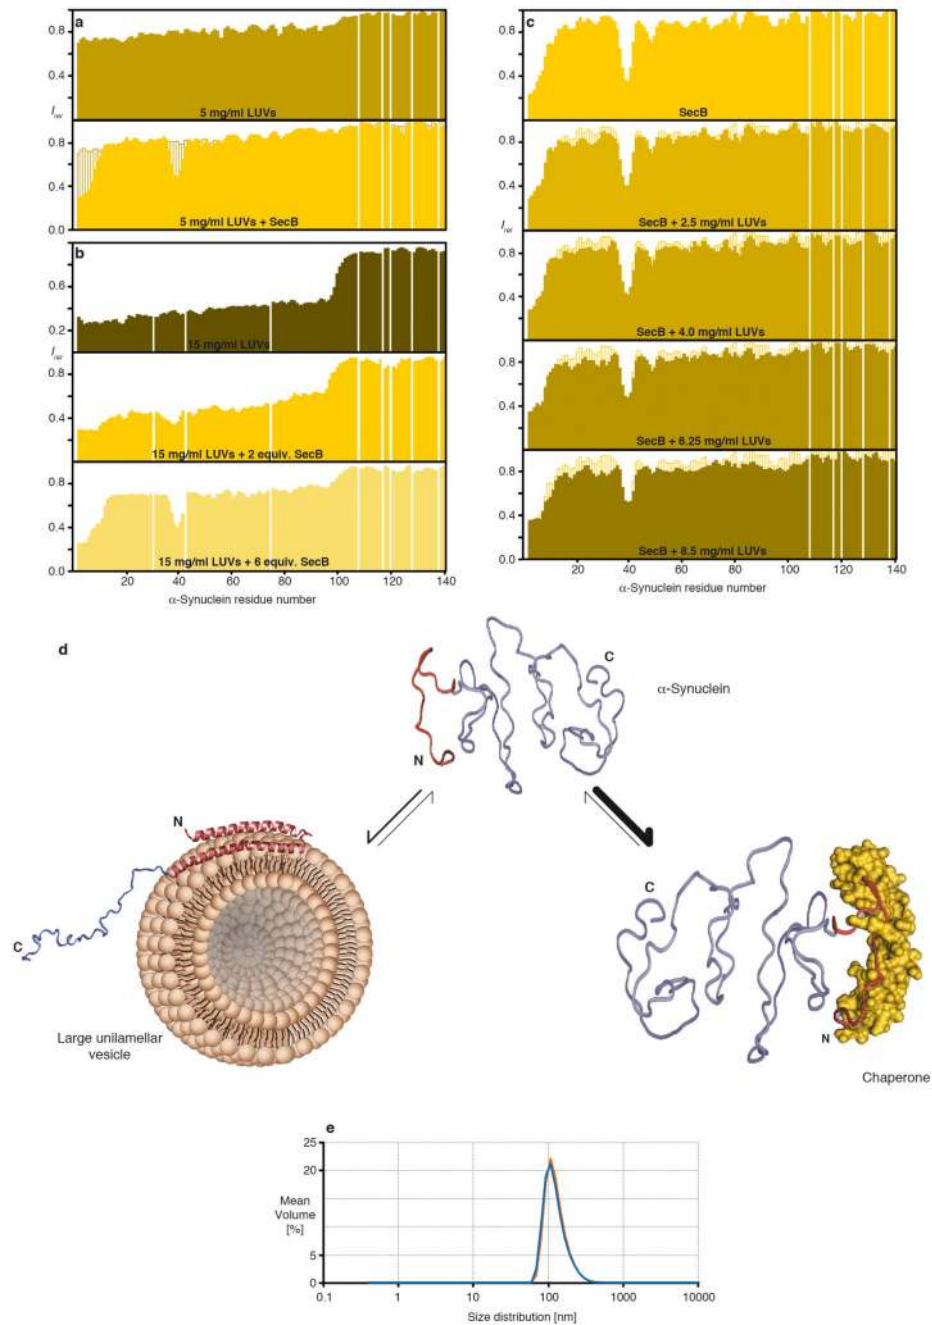 a
0.8
0.4
I rel
5 mg/ml LUVs
0.8
0.4
0.0
5 mg/ml LUVs + SecB
b
0.6
0.2
I rel
15 mg/ml LUVs
0.8
0.4
15 mg/ml LUVs + 2 equiv. SecB
0.8
0.4
0.0
15 mg/ml LUVs + 6 equiv. SecB
20 40 60 80 100 120 140
α-Synuclein residue number
c
0.8
0.4
SecB
0.8
0.4
I rel
SecB + 2.5 mg/ml LUVs
0.8
0.4
SecB + 4.0 mg/ml LUVs
0.8
0.4
SecB + 6.25 mg/ml LUVs
0.8
0.4
0.0
SecB + 8.5 mg/ml LUVs
20 40 60 80 100 120 140
α-Synuclein residue number
d
C
α-Synuclein
N
N
C
Large unilamellar
vesicle
C
N
Chaperone
e
25
20
Mean
Volume
[%]
5
0
0.1 1 10 100 1000 10000
Size distribution [nm]